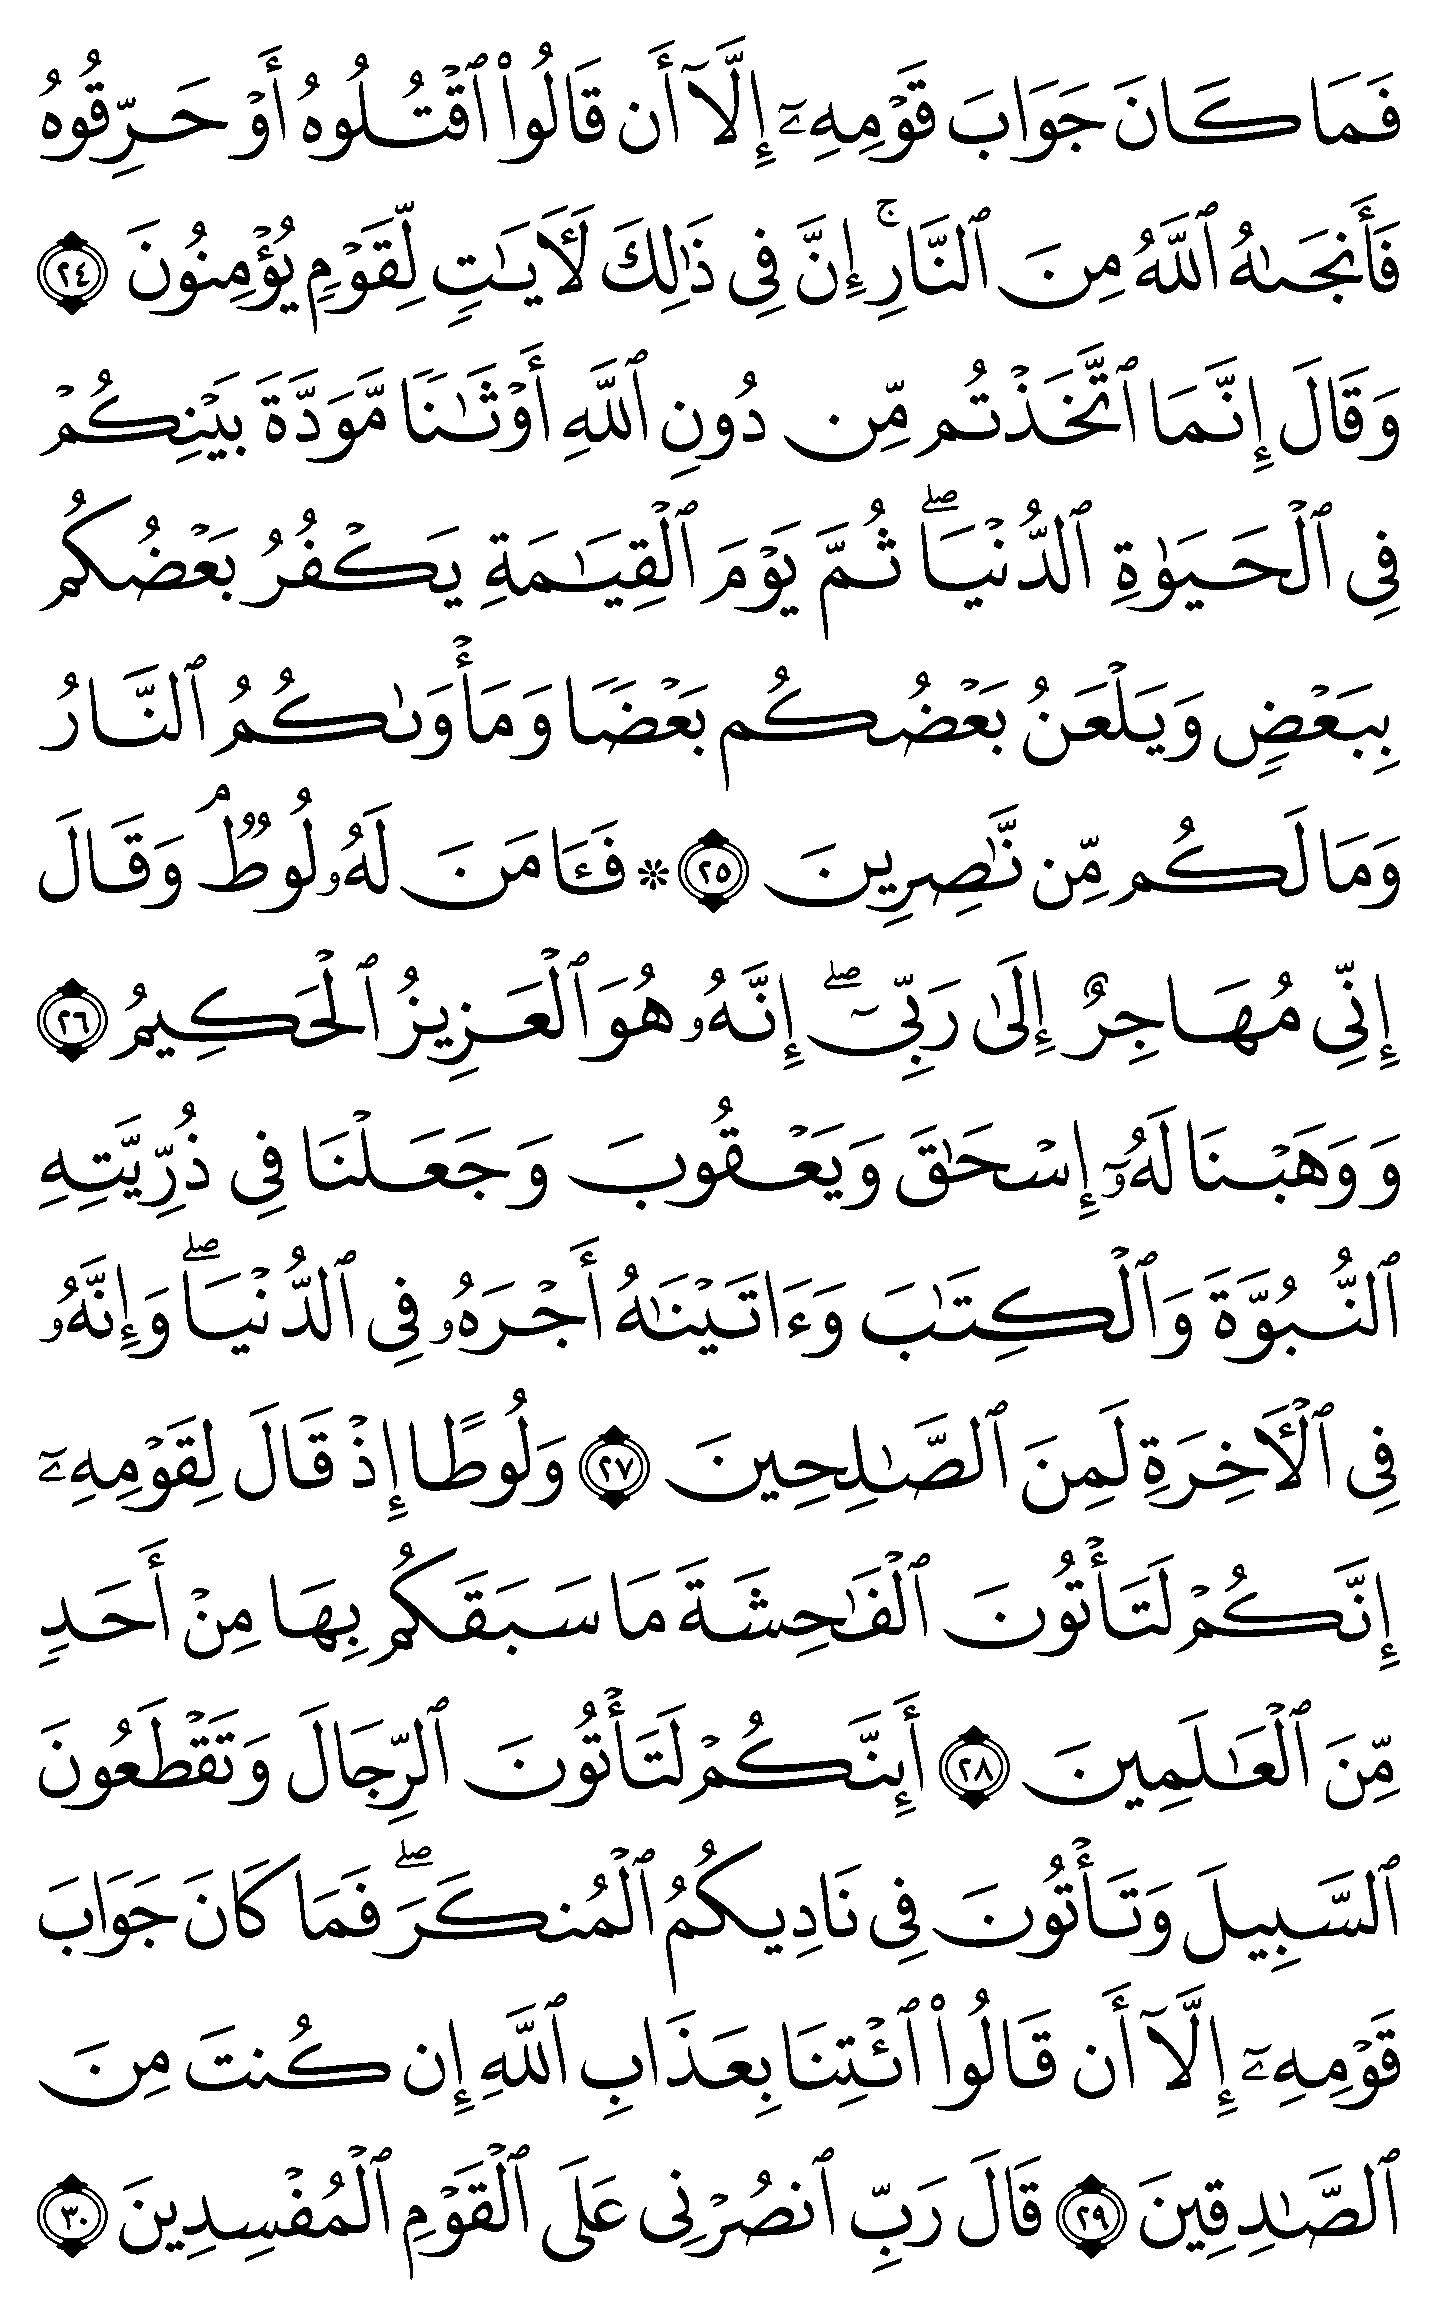 فَمَا كَانَ جَوَابَ قَوْمِهِۦٓ إِلَّآ أَن قَالُوا۟ ٱقْتُلُوهُ أَوْ حَرِّقُوهُ
فَأَنجَىٰهُ ٱللَّهُ مِنَ ٱلنَّارِ ۚ إِنَّ فِى ذَٰلِكَ لَـَٔايَـٰتٍ لِّقَوْمٍ يُؤْمِنُونَ ٢٤
وَقَالَ إِنَّمَا ٱتَّخَذْتُم مِّن دُونِ ٱللَّهِ أَوْثَـٰنًا مَّوَدَّةَ بَيْنِكُمْ
فِى ٱلْحَيَوٰةِ ٱلدُّنْيَا ۖ ثُمَّ يَوْمَ ٱلْقِيَـٰمَةِ يَكْفُرُ بَعْضُكُم
بِبَعْضٍ وَيَلْعَنُ بَعْضُكُم بَعْضًا وَمَأْوَىٰكُمُ ٱلنَّارُ
وَمَا لَكُم مِّن نَّـٰصِرِينَ ٢٥ ۞ فَـَٔامَنَ لَهُۥ لُوطٌ ۘ وَقَالَ
إِنِّى مُهَاجِرٌ إِلَىٰ رَبِّىٓ ۖ إِنَّهُۥ هُوَ ٱلْعَزِيزُ ٱلْحَكِيمُ ٢٦
وَوَهَبْنَا لَهُۥٓ إِسْحَـٰقَ وَيَعْقُوبَ وَجَعَلْنَا فِى ذُرِّيَّتِهِ
ٱلنُّبُوَّةَ وَٱلْكِتَـٰبَ وَءَاتَيْنَـٰهُ أَجْرَهُۥ فِى ٱلدُّنْيَا ۖ وَإِنَّهُۥ
فِى ٱلْـَٔاخِرَةِ لَمِنَ ٱلصَّـٰلِحِينَ ٢٧ وَلُوطًا إِذْ قَالَ لِقَوْمِهِۦٓ
إِنَّكُمْ لَتَأْتُونَ ٱلْفَـٰحِشَةَ مَا سَبَقَكُم بِهَا مِنْ أَحَدٍ
مِّنَ ٱلْعَـٰلَمِينَ ٢٨ أَئِنَّكُمْ لَتَأْتُونَ ٱلرِّجَالَ وَتَقْطَعُونَ
ٱلسَّبِيلَ وَتَأْتُونَ فِى نَادِيكُمُ ٱلْمُنكَرَ ۖ فَمَا كَانَ جَوَابَ
قَوْمِهِۦٓ إِلَّآ أَن قَالُوا۟ ٱئْتِنَا بِعَذَابِ ٱللَّهِ إِن كُنتَ مِنَ
ٱلصَّـٰدِقِينَ ٢٩ قَالَ رَبِّ ٱنصُرْنِى عَلَى ٱلْقَوْمِ ٱلْمُفْسِدِينَ ٣٠